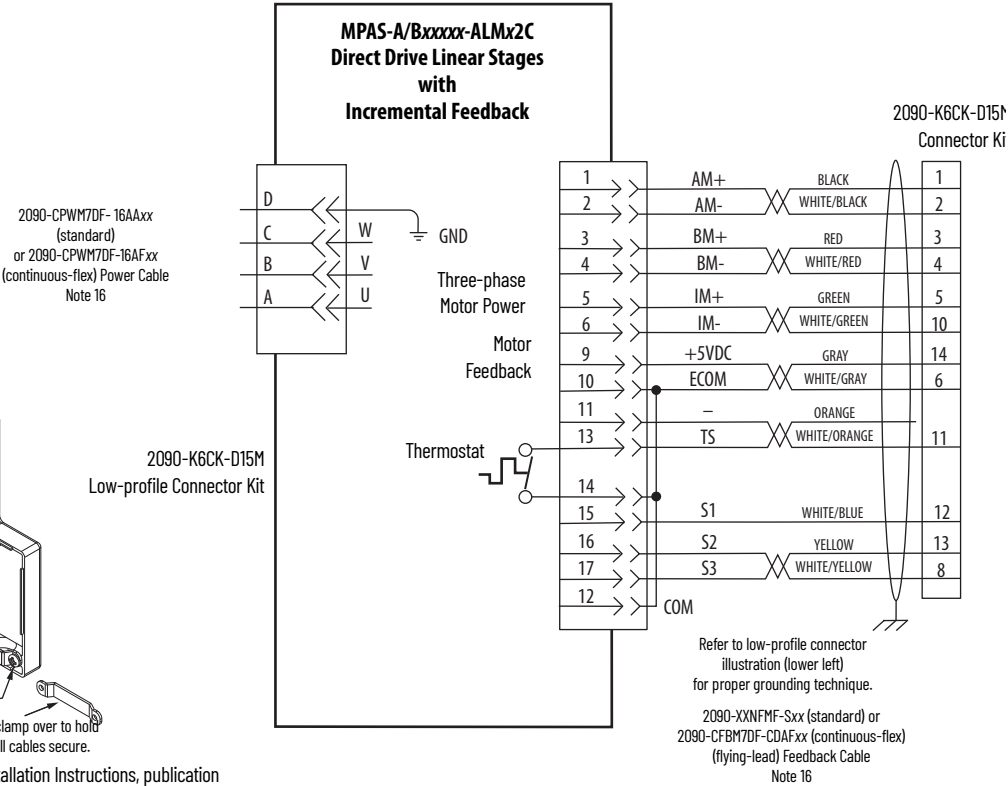 MPAS-A/Bxxxxx-ALMx2C
Direct Drive Linear Stages
with
Incremental Feedback
2090-K6CK-D15M
Connector Ki
2090-CPWM7DF- 16AAxx
(standard)
or 2090-CPWM7DF-16AFxx
(continuous-flex) Power Cable
Note 16
D
C
B
A
W
V
U
GND
Three-phase
Motor Power
Motor
Feedback
Thermostat
2090-K6CK-D15M
Low-profile Connector Kit
1 AM+ BLACK 1
2 AM- WHITE/BLACK 2
3 BM+ RED 3
4 BM- WHITE/RED 4
5 IM+ GREEN 5
6 IM- WHITE/GREEN 10
9 +5VDC GRAY 14
10 ECOM WHITE/GRAY 6
11 – ORANGE
13 TS WHITE/ORANGE 11
14
15 S1 WHITE/BLUE 12
16 S2 YELLOW 13
17 S3 WHITE/YELLOW 8
12 COM
Refer to low-profile connector
illustration (lower left)
for proper grounding technique.
2090-XXNFMF-Sxx (standard) or
2090-CFBM7DF-CDAFxx (continuous-flex)
(flying-lead) Feedback Cable
Note 16
clamp over to hold
ll cables secure.
tallation Instructions, publication